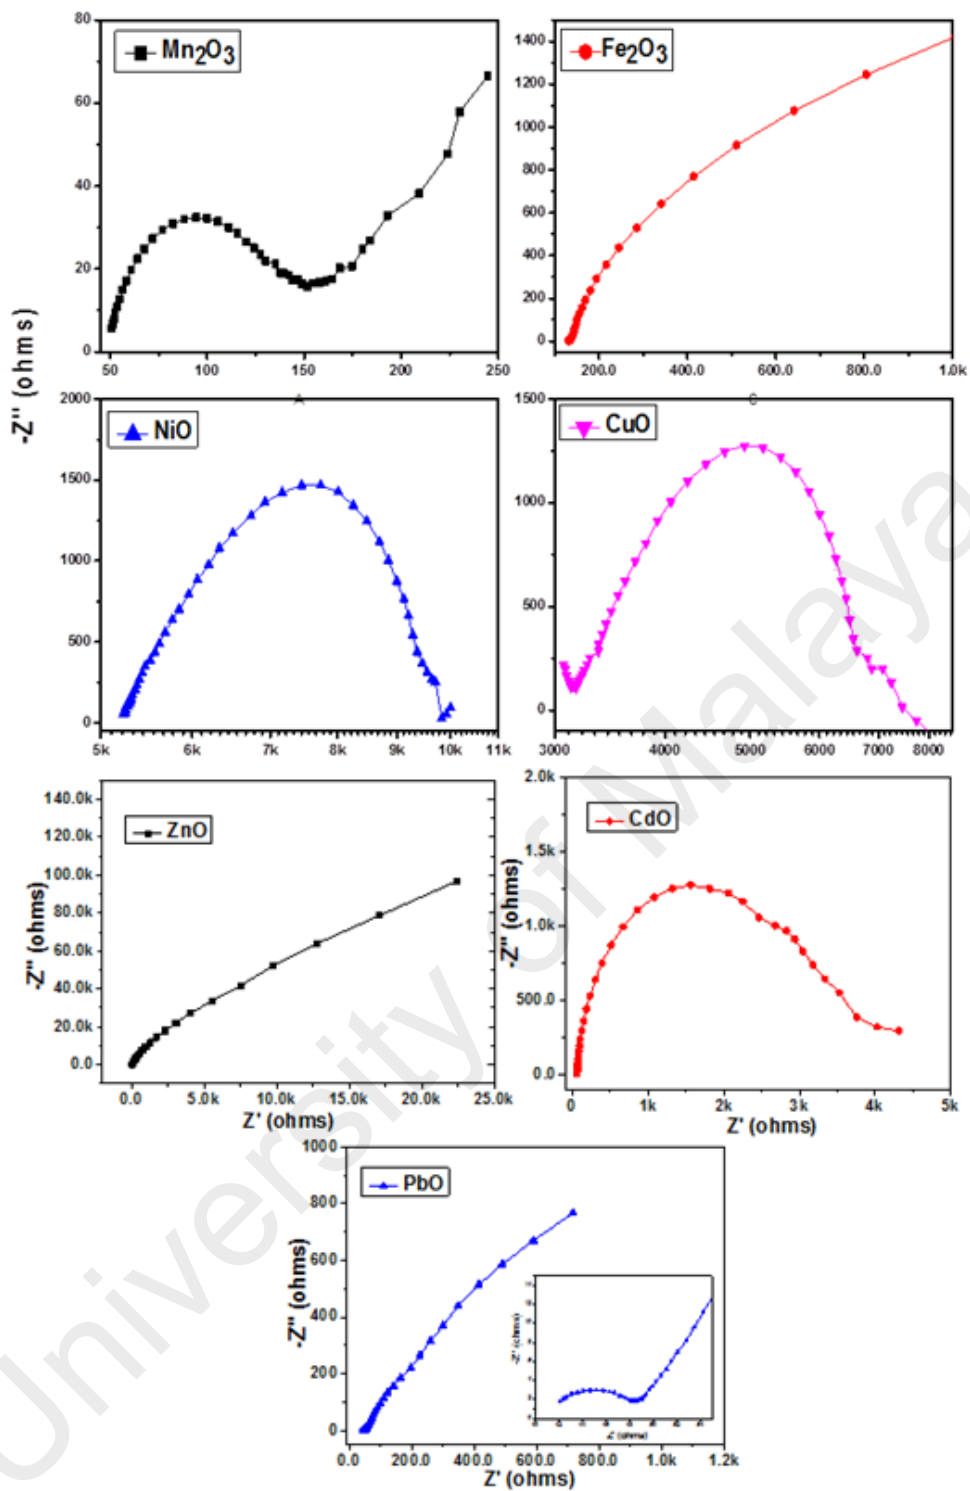 Mn2O3
80
60
40
20
0
50 100 150 200 250
Fe2O3
1400
1200
1000
800
600
400
200
0
200.0 400.0 600.0 800.0 1.0k
-Z'' (ohms)
NiO
2000
1500
1000
500
0
5k 6k 7k 8k 9k 10k 11k
CuO
1500
1000
500
0
3000 4000 5000 6000 7000 8000
ZnO
140.0k
120.0k
100.0k
80.0k
60.0k
40.0k
20.0k
0.0
-Z'' (ohms)
0.0 5.0k 10.0k 15.0k 20.0k 25.0k
Z' (ohms)
CdO
2.0k
1.5k
1.0k
500.0
0.0
-Z'' (ohms)
0 1k 2k 3k 4k 5k
Z' (ohms)
PbO
1000
800
600
400
200
0
-Z'' (ohms)
0.0 200.0 400.0 600.0 800.0 1.0k 1.2k
Z' (ohms)
-Z' (ohms)
Z' (ohms)
University of Malaya